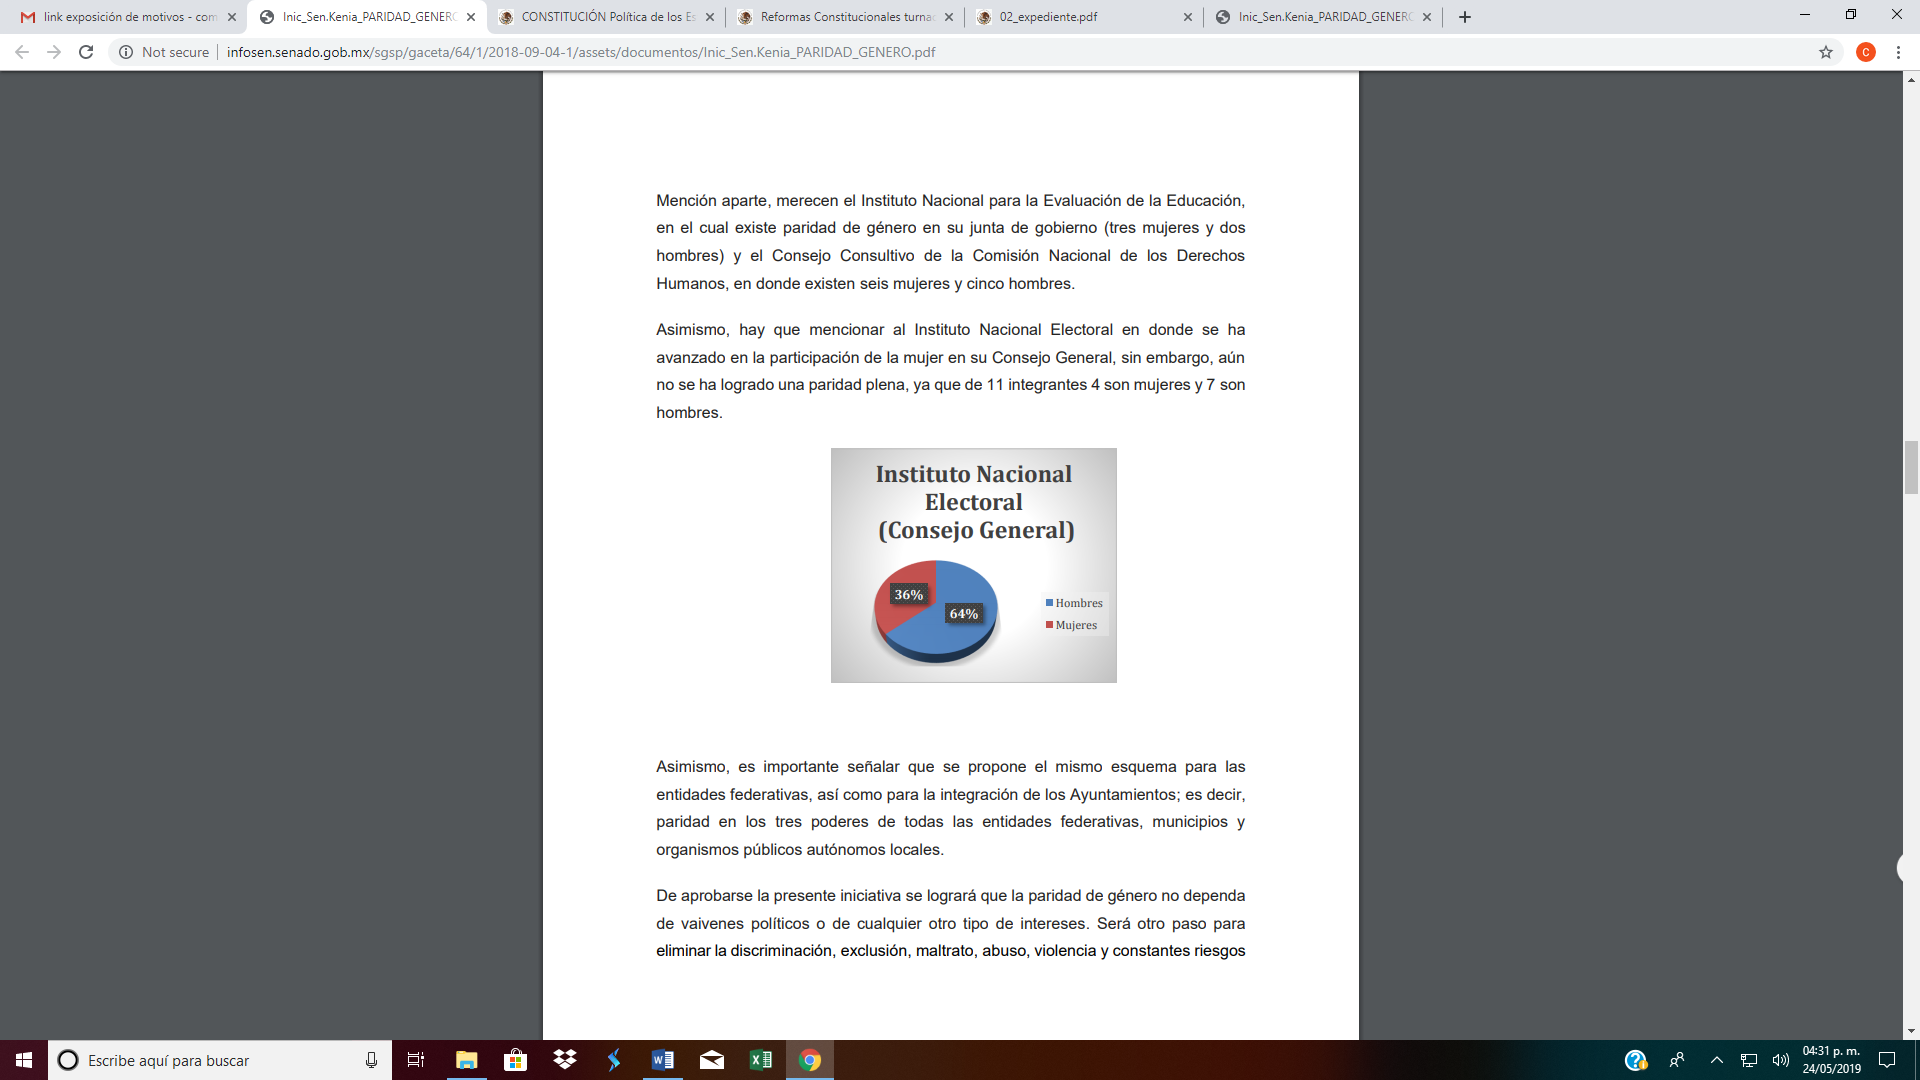 link exposición de motivos - com
Inic_Sen.Kenia_PARIDAD_GENERO
CONSTITUCIÓN Política de los Es
Reformas Constitucionales turna
02_expediente.pdf
Inic_Sen.Kenia_PARIDAD_GENERO
Not secure
infosen.senado.gob.mx/sgsp/gaceta/64/1/2018-09-04-1/assets/documentos/Inic_Sen.Kenia_PARIDAD_GENERO.pdf
C
Mención aparte, merecen el Instituto Nacional para la Evaluación de la Educación,
en el cual existe paridad de género en su junta de gobierno (tres mujeres y dos
hombres) y el Consejo Consultivo de la Comisión Nacional de los Derechos
Humanos, en donde existen seis mujeres y cinco hombres.
Asimismo, hay que mencionar al Instituto Nacional Electoral en donde se ha
avanzado en la participación de la mujer en su Consejo General, sin embargo, aún
no se ha logrado una paridad plena, ya que de 11 integrantes 4 son mujeres y 7 son
hombres.
Instituto Nacional
Electoral
(Consejo General)
36%
64%
Hombres
Mujeres
Asimismo, es importante señalar que se propone el mismo esquema para las
entidades federativas, así como para la integración de los Ayuntamientos; es decir,
paridad en los tres poderes de todas las entidades federativas, municipios y
organismos públicos autónomos locales.
De aprobarse la presente iniciativa se logrará que la paridad de género no dependa
de vaivenes políticos o de cualquier otro tipo de intereses. Será otro paso para
eliminar la discriminación, exclusión, maltrato, abuso, violencia y constantes riesgos
Escribe aquí para buscar
04:31 p. m.
24/05/2019